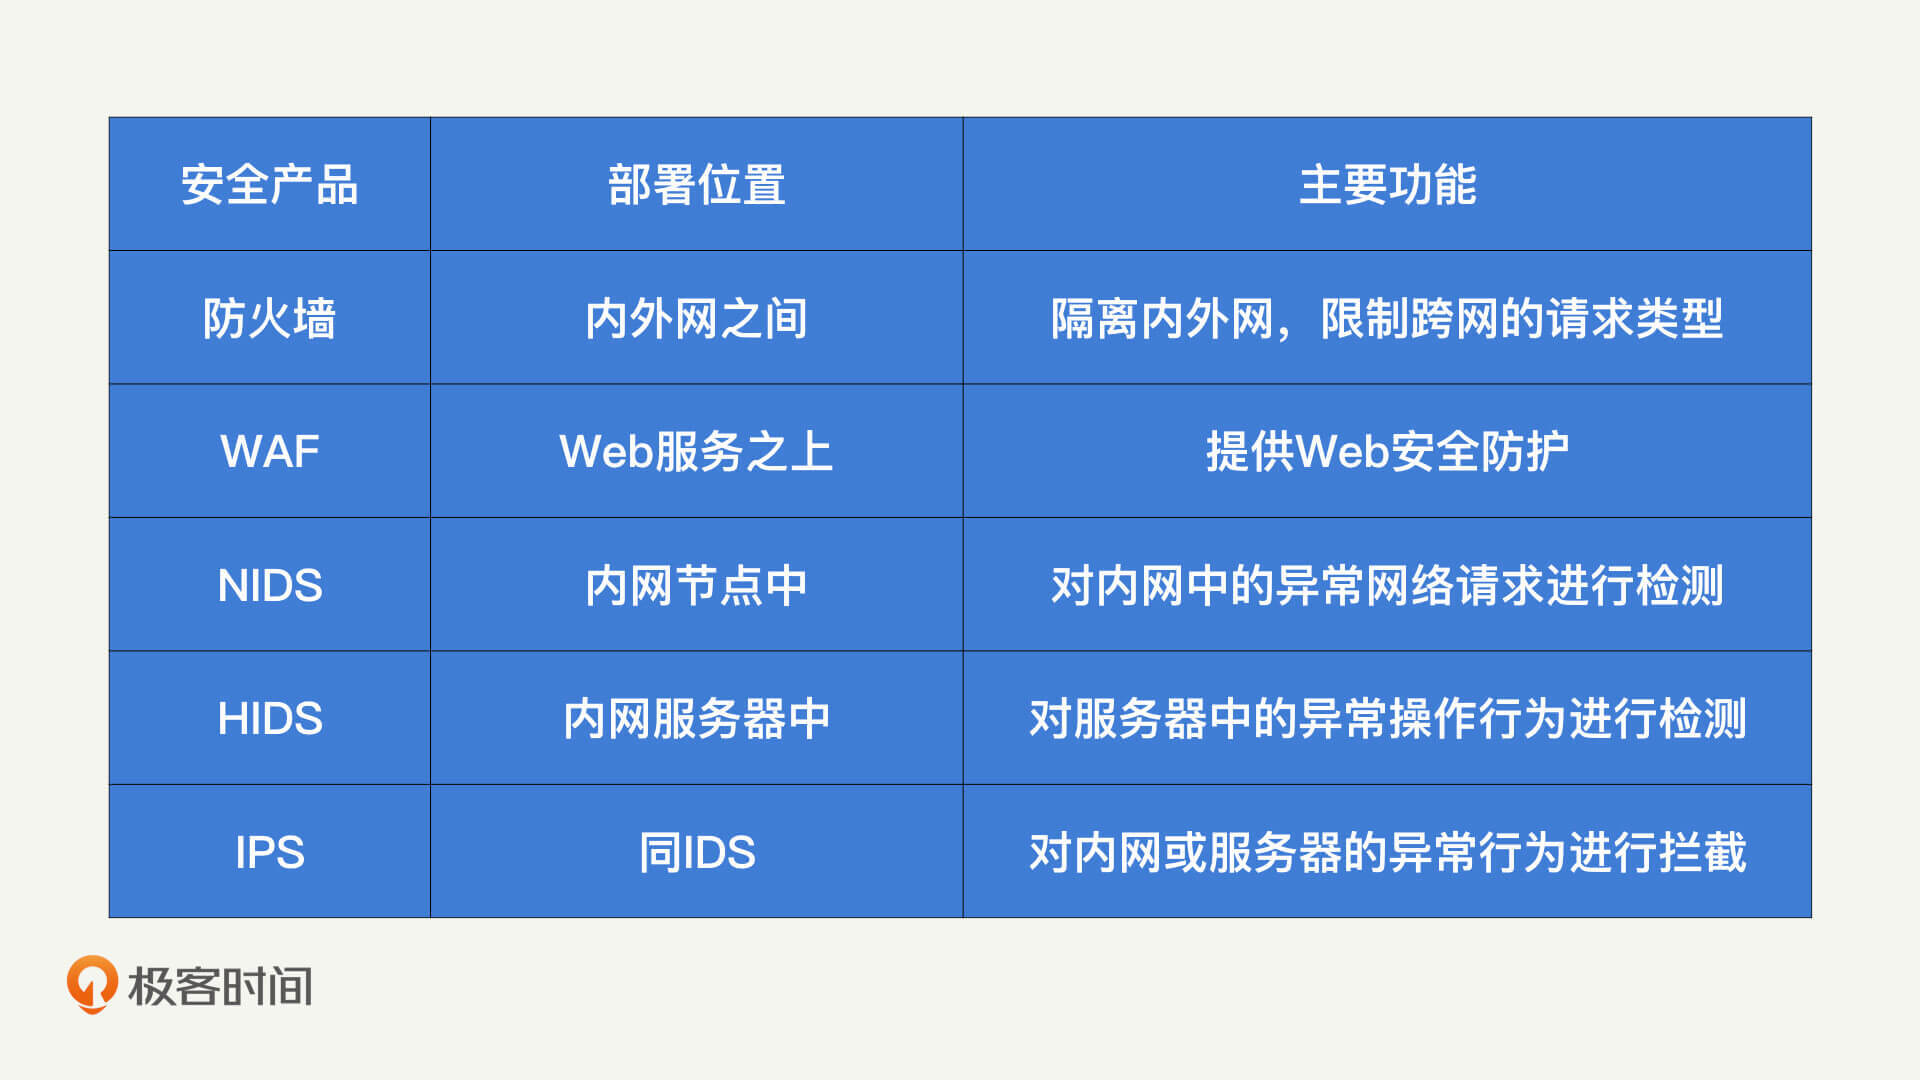 安全产品 部署位置 主要功能
防火墙 内外网之间 隔离内外网，限制跨网的请求类型
WAF Web服务之上 提供Web安全防护
NIDS 内网节点中 对内网中的异常网络请求进行检测
HIDS 内网服务器中 对服务器中的异常操作行为进行检测
IPS 同IDS 对内网或服务器的异常行为进行拦截
极客时间